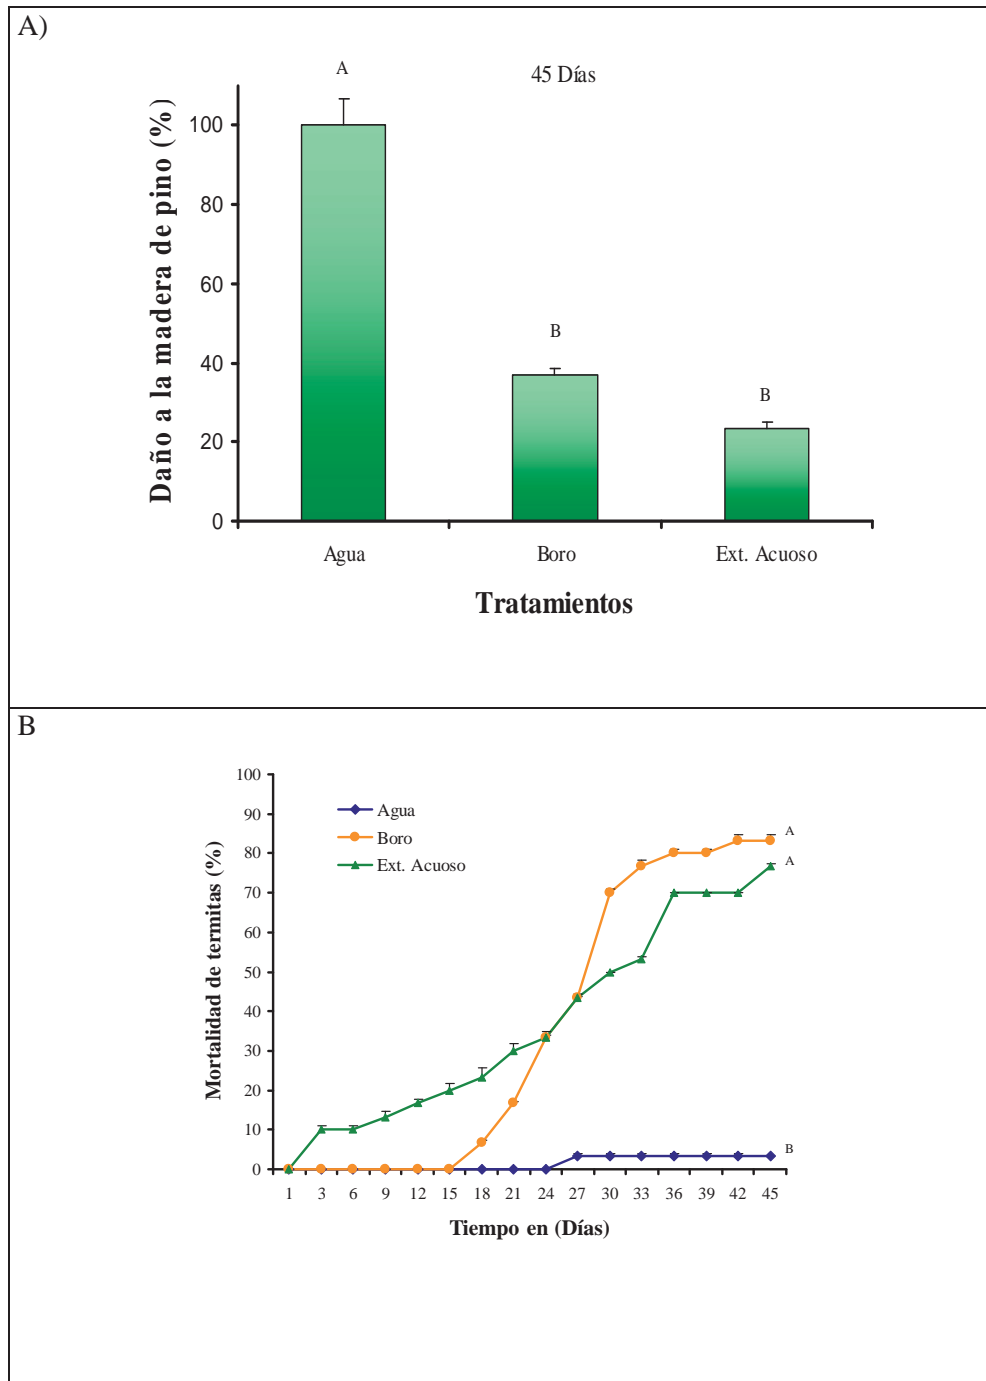 A)
A
45 Días
Daño a la madera de pino (%)
100
80
60
40
20
0
B
B
Agua
Boro
Ext. Acuoso
Tratamientos
B
100
90
80
70
60
50
40
30
20
10
0
Mortalidad de termitas (%)
Agua
Boro
Ext. Acuoso
A
A
B
1 3 6 9 12 15 18 21 24 27 30 33 36 39 42 45
Tiempo en (Días)